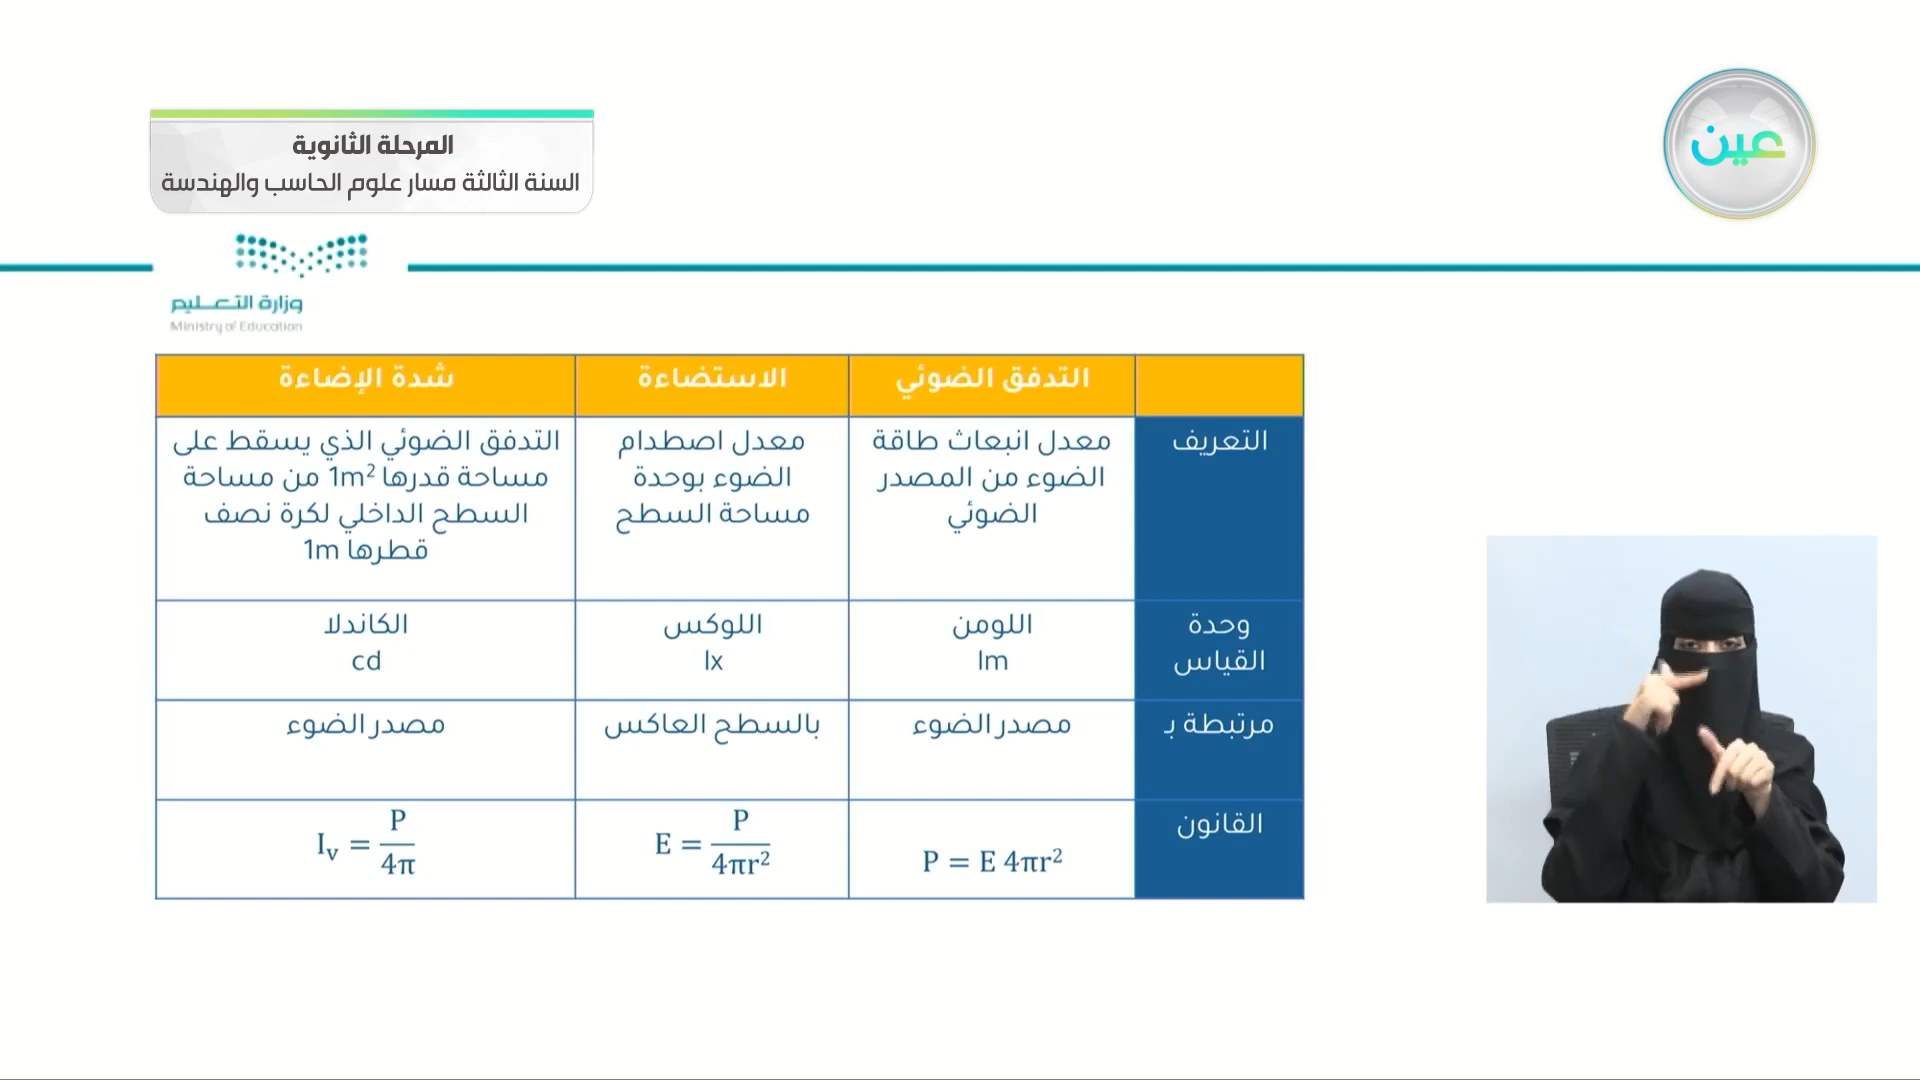 المرحلة الثانوية
السنة الثالثة مسار علوم الحاسب والهندسة
عين
وزارة التعليم
Ministry of Education
التدفق الضوئي
الاستضاءة
شدة الإضاءة
التعريف
معدل انبعاث طاقة
الضوء من المصدر
الضوئي
معدل اصطدام
الضوء بوحدة
مساحة السطح
التدفق الضوئي الذي يسقط على
مساحة قدرها 1m² من مساحة
السطح الداخلي لكرة نصف
قطرها 1m
وحدة
القياس
اللومن
lm
اللوكس
lx
الكاندلا
cd
مرتبطة بـ
مصدر الضوء
بالسطح العاكس
مصدر الضوء
القانون
P = E 4πr²
E = P / 4πr²
I_v = P / 4π